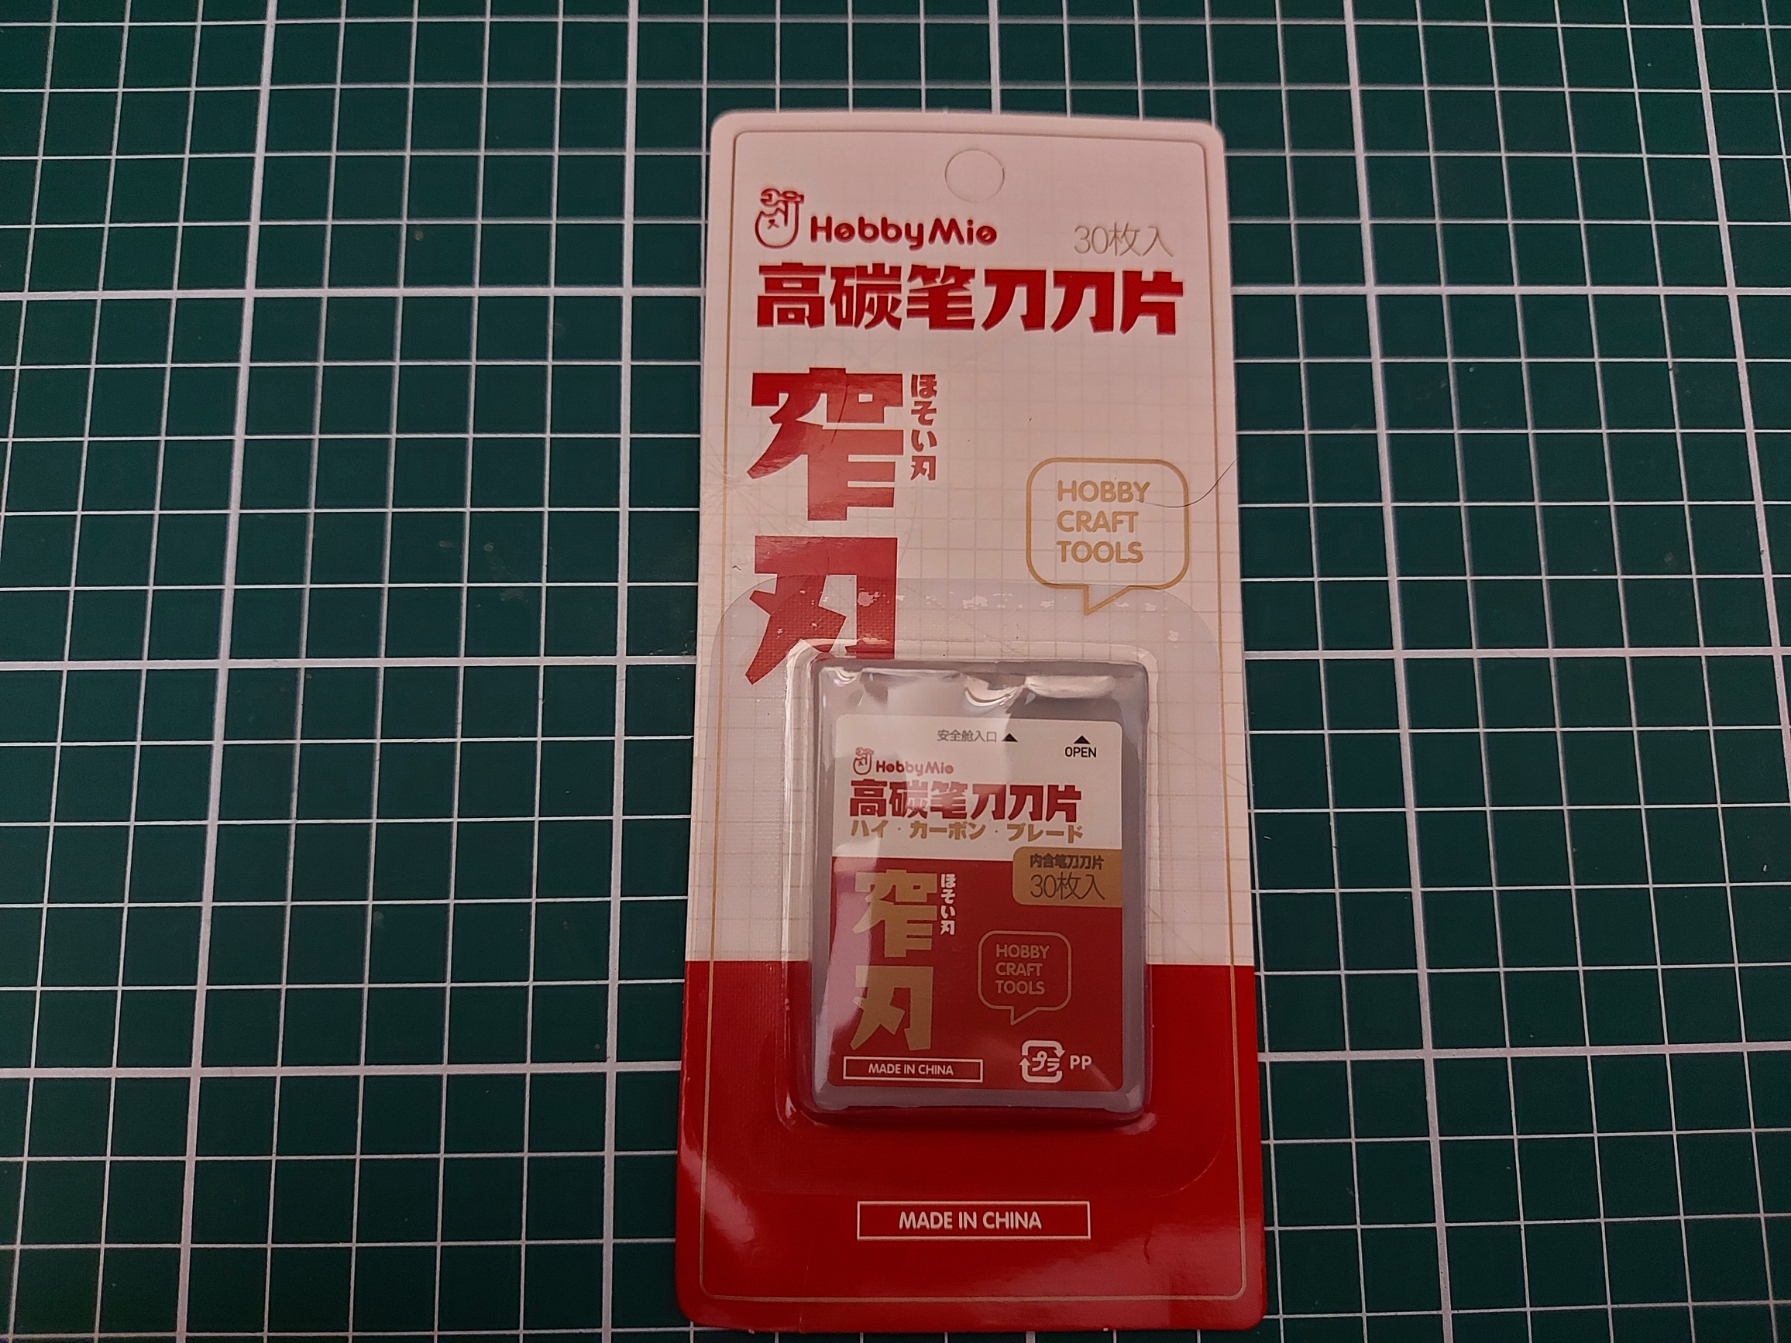 HobbyMio
30枚入
高碳笔刀刀片
窄刃
ほそい刃
HOBBY
CRAFT
TOOLS
安全舱入口▲
▲
OPEN
HobbyMio
高碳笔刀刀片
ハイ・カーボン・ブレード
内含笔刀刀片
30枚入
窄刃
ほそい刃
HOBBY
CRAFT
TOOLS
MADE IN CHINA
プラ
PP
MADE IN CHINA